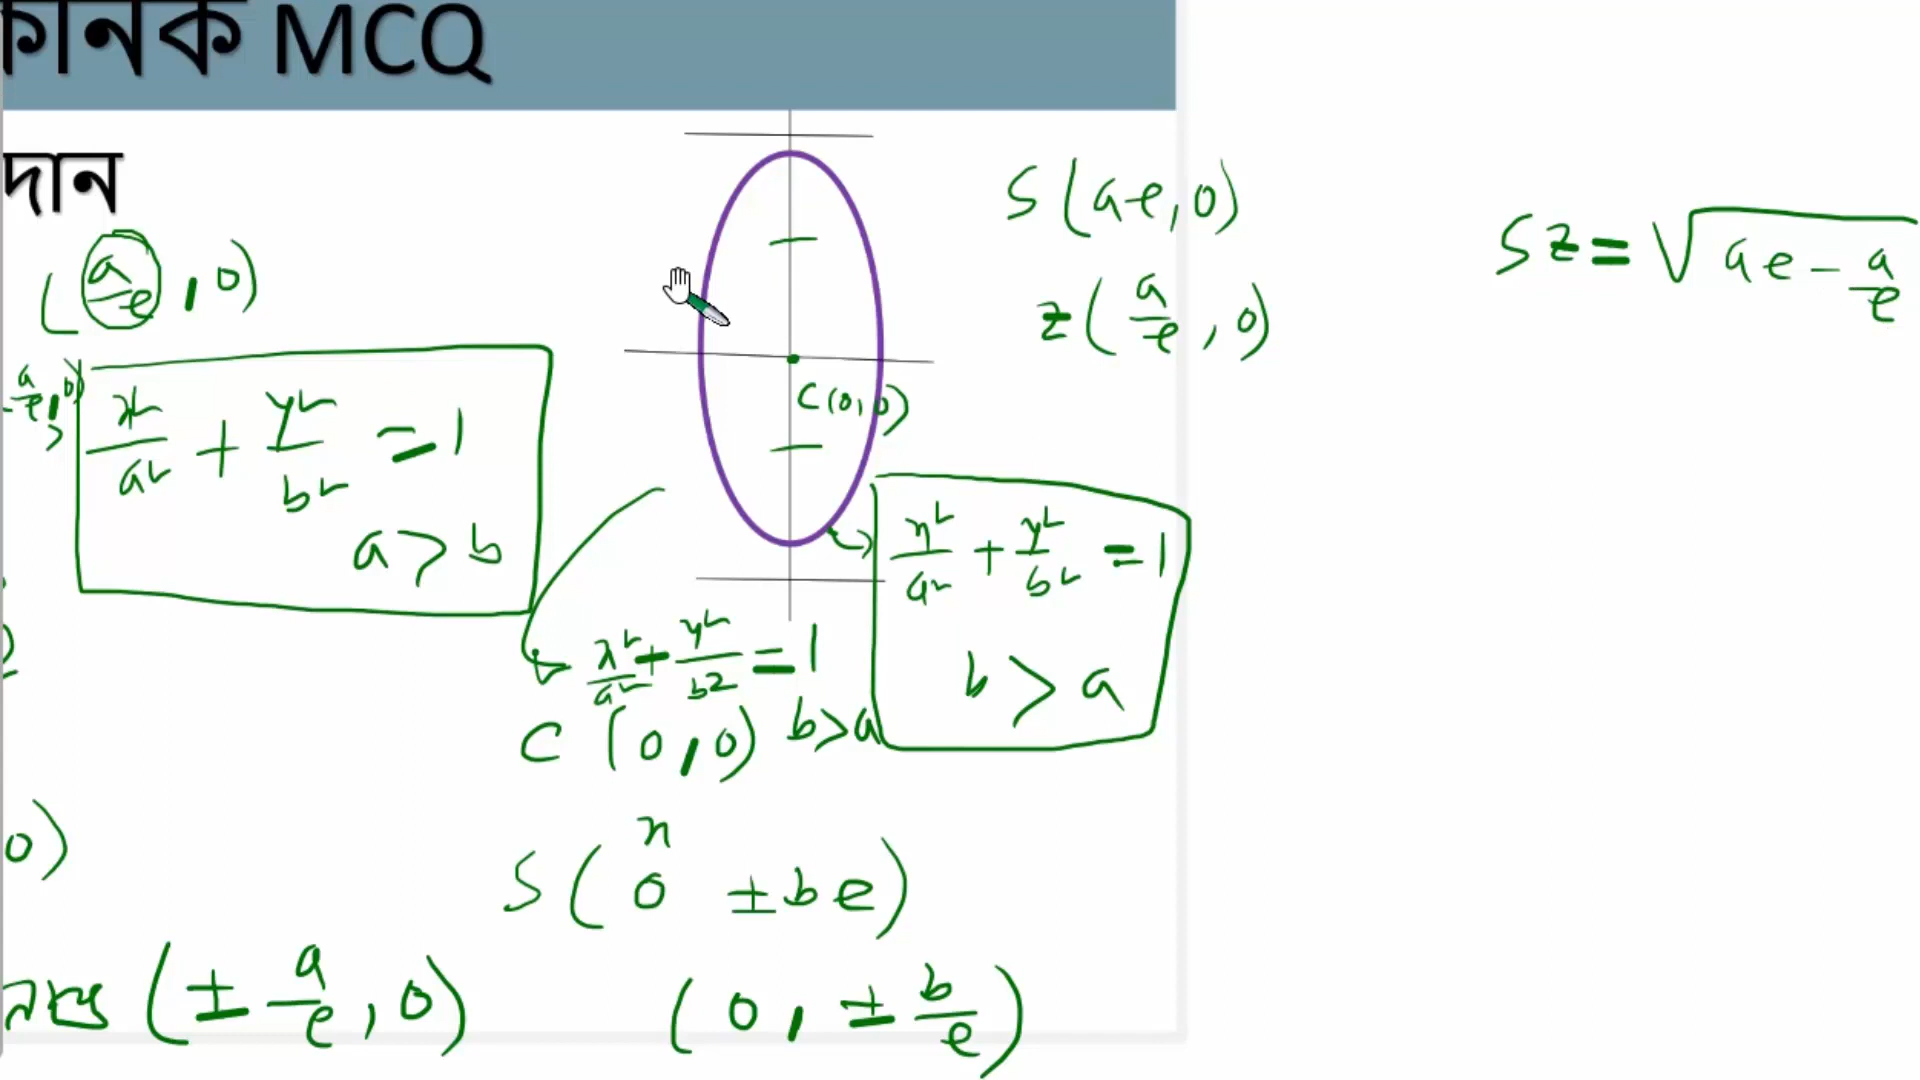 MCQ
দান
(a/e, 0)
x²/a² + y²/b² = 1
a > b
C(0, 0)
S(ae, 0)
z(a/e, 0)
Sz = √ae - a/e
x²/a² + y²/b² = 1
b > a
x²/a² + y²/b2 = 1
C (0, 0) b > a
0)
x
S(0 ± be)
(± a/e, 0)
(0, ± b/e)